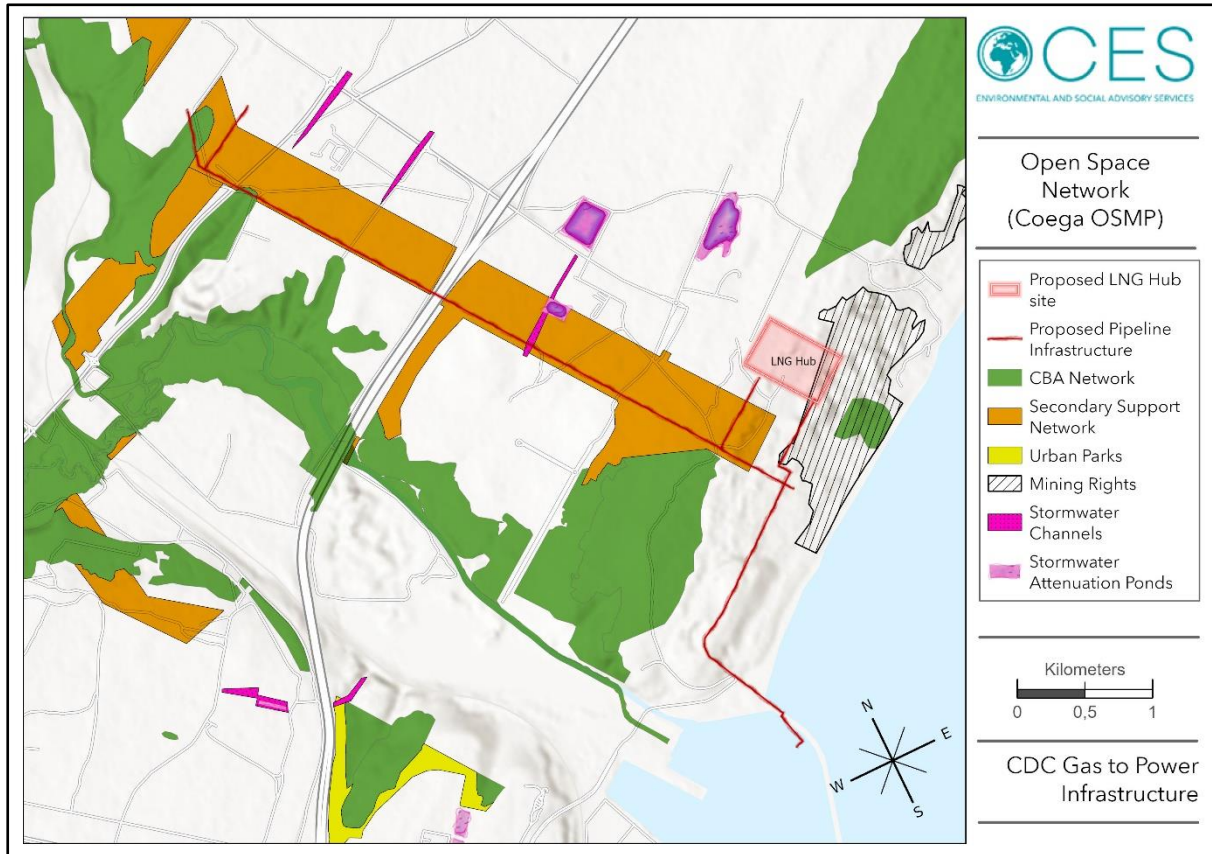 CES
ENVIRONMENTAL AND SOCIAL ADVISORY SERVICES
Open Space
Network
(Coega OSMP)
Proposed LNG Hub
site
Proposed Pipeline
Infrastructure
CBA Network
Secondary Support
Network
Urban Parks
Mining Rights
Stormwater
Channels
Stormwater
Attenuation Ponds
Kilometers
0 0,5 1
CDC Gas to Power
Infrastructure
LNG Hub
N
E
W
S